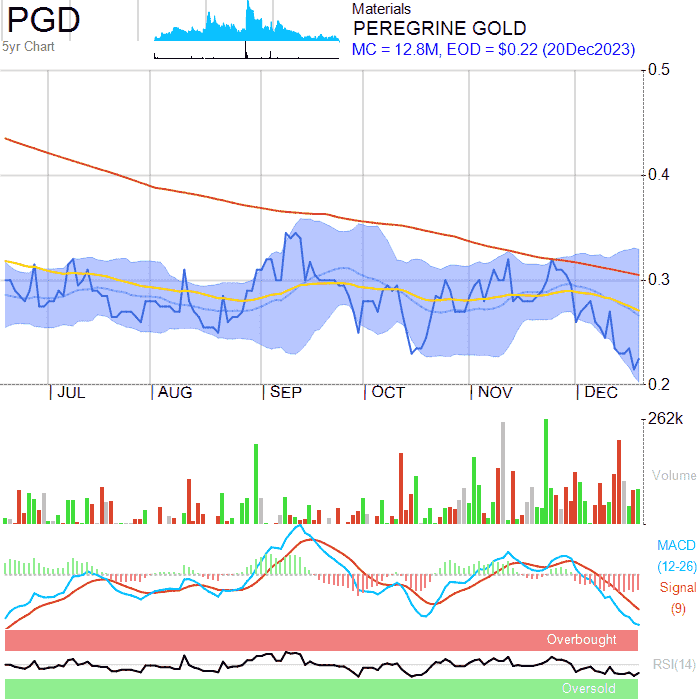 PGD
5yr Chart
Materials
PEREGRINE GOLD
MC = 12.8M, EOD = $0.22 (20Dec2023)
0.5
0.4
0.3
0.2
JUL AUG SEP OCT NOV DEC
262k
Volume
MACD
(12-26)
Signal
(9)
Overbought
RSI(14)
Oversold